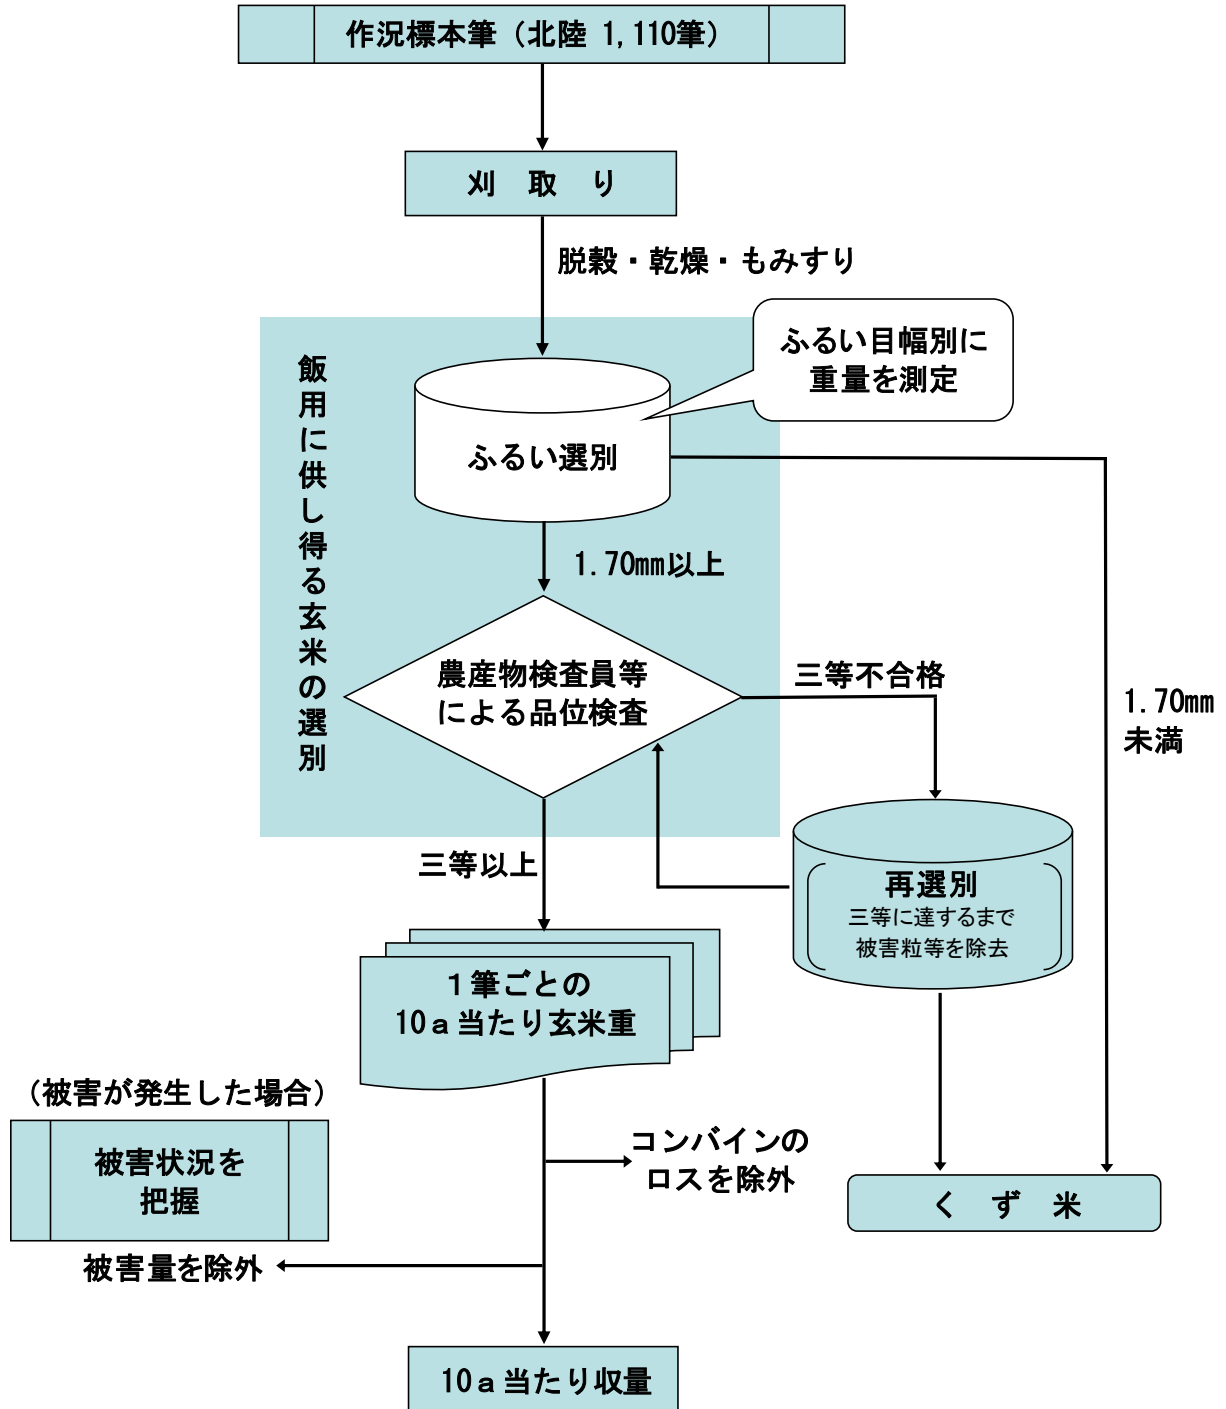 作況標本筆（北陸 1,110筆）
刈　取　り
脱穀・乾燥・もみすり
ふるい目幅別に
重量を測定
飯用に供し得る玄米の選別
ふるい選別
1.70mm以上
農産物検査員等
による品位検査
三等不合格
1.70mm
未満
三等以上
再選別
三等に達するまで
被害粒等を除去
１筆ごとの
10ａ当たり玄米重
（被害が発生した場合）
被害状況を
把握
コンバインの
ロスを除外
く　ず　米
被害量を除外
10ａ当たり収量